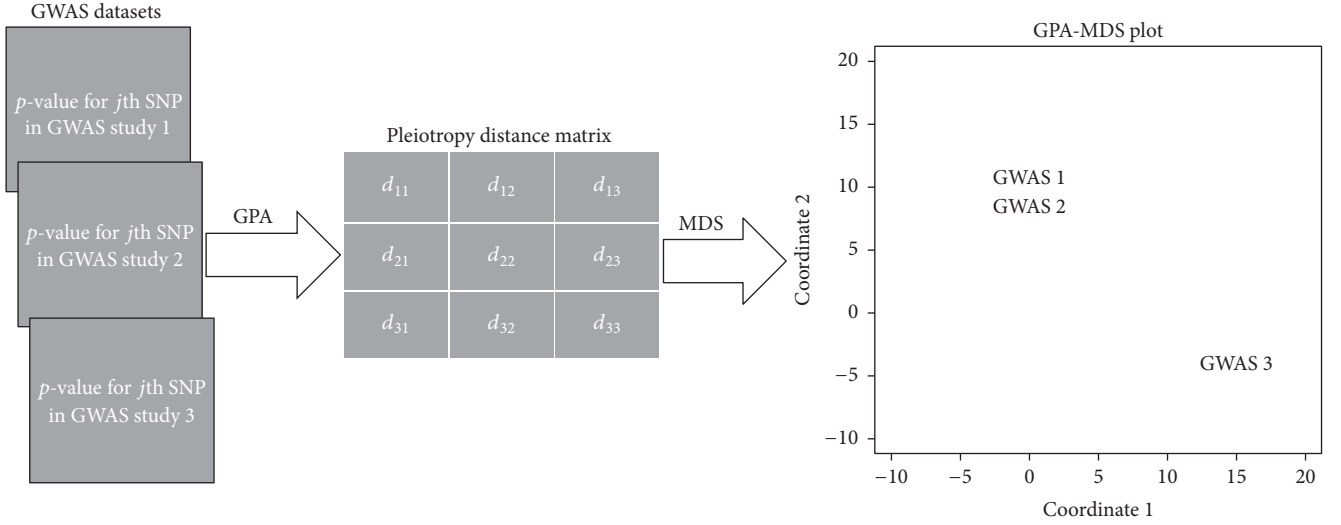 GWAS datasets
p-value for jth SNP
in GWAS study 1
p-value for jth SNP
in GWAS study 2
p-value for jth SNP
in GWAS study 3
GPA
Pleiotropy distance matrix
d₁₁ d₁₂ d₁₃
d₂₁ d₂₂ d₂₃
d₃₁ d₃₂ d₃₃
MDS
GPA-MDS plot
Coordinate 2
20
15
10
5
0
−5
−10
GWAS 1
GWAS 2
GWAS 3
−10 −5 0 5 10 15 20
Coordinate 1